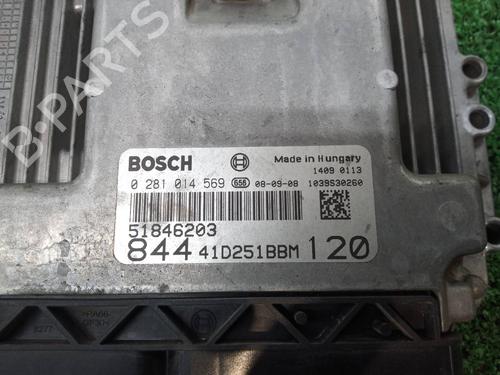 B-PARTS
BOSCH Made in Hungary
1409 0113
0 281 014 569 656 08-09-08 1039S30260
51846203
844 41D251BBM 120